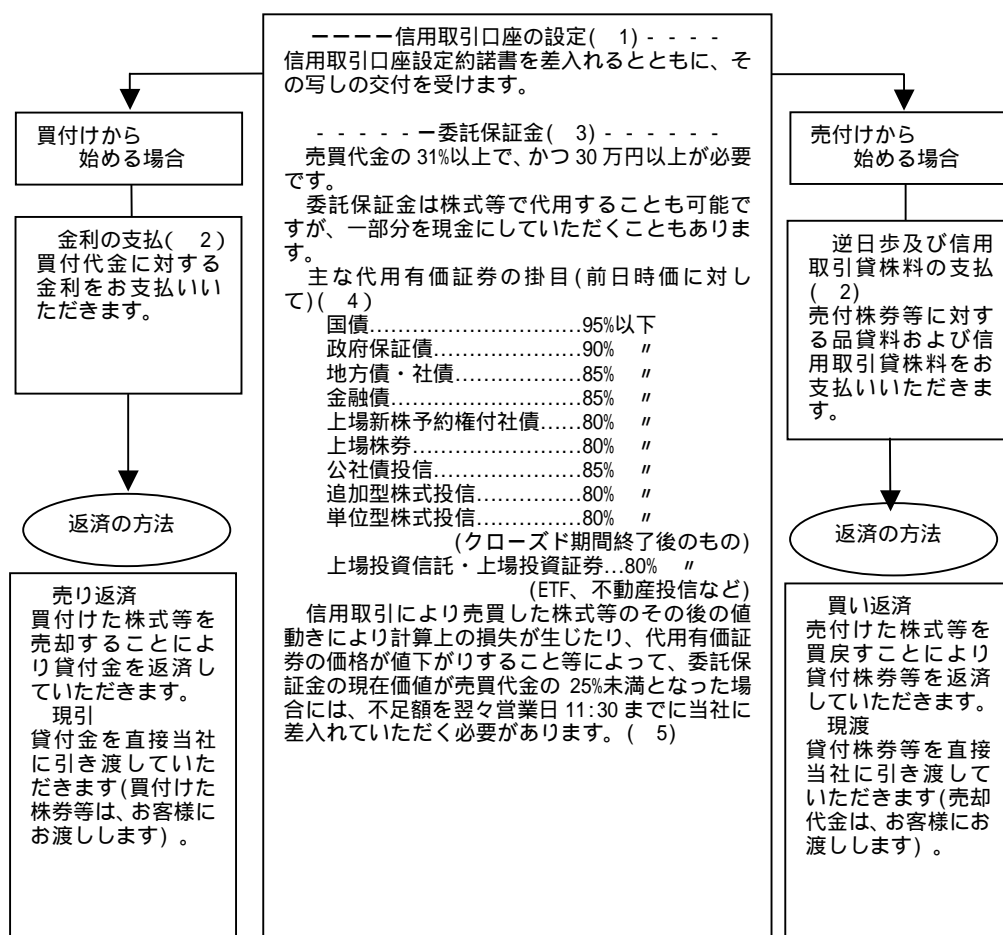 ーーーー信用取引口座の設定( 1) - - - -
信用取引口座設定約諾書を差入れるとともに、そ
の写しの交付を受けます。
- - - - - ー委託保証金( 3) - - - - - -
売買代金の 31%以上で、かつ 30 万円以上が必要
です。
委託保証金は株式等で代用することも可能で
すが、一部分を現金にしていただくこともありま
す。
主な代用有価証券の掛目(前日時価に対し
て)( 4)
国債..............................95%以下
政府保証債........................90% 〃
地方債・社債......................85% 〃
金融債............................85% 〃
上場新株予約権付社債......80% 〃
上場株券..........................80% 〃
公社債投信........................85% 〃
追加型株式投信................80% 〃
単位型株式投信................80% 〃
(クローズド期間終了後のもの)
上場投資信託・上場投資証券...80% 〃
(ETF、不動産投信など)
信用取引により売買した株式等のその後の値
動きにより計算上の損失が生じたり、代用有価証
券の価格が値下がりすること等によって、委託保
証金の現在価値が売買代金の 25%未満となった場
合には、不足額を翌々営業日 11:30 までに当社に
差入れていただく必要があります。( 5)
買付けから
始める場合
金利の支払( 2)
買付代金に対する
金利をお支払いい
ただきます。
返済の方法
売り返済
買付けた株式等を
売却することによ
り貸付金を返済し
ていただきます。
現引
貸付金を直接当社
に引き渡していた
だきます(買付けた
株券等は、お客様に
お渡しします) 。
売付けから
始める場合
逆日歩及び信用
取引貸株料の支払
( 2)
売付株券等に対す
る品貸料および信
用取引貸株料をお
支払いいただきま
す。
返済の方法
買い返済
売付けた株式等を
買戻すことにより
貸付株券等を返済
していただきます。
現渡
貸付株券等を直接
当社に引き渡して
いただきます(売却
代金は、お客様にお
渡しします) 。